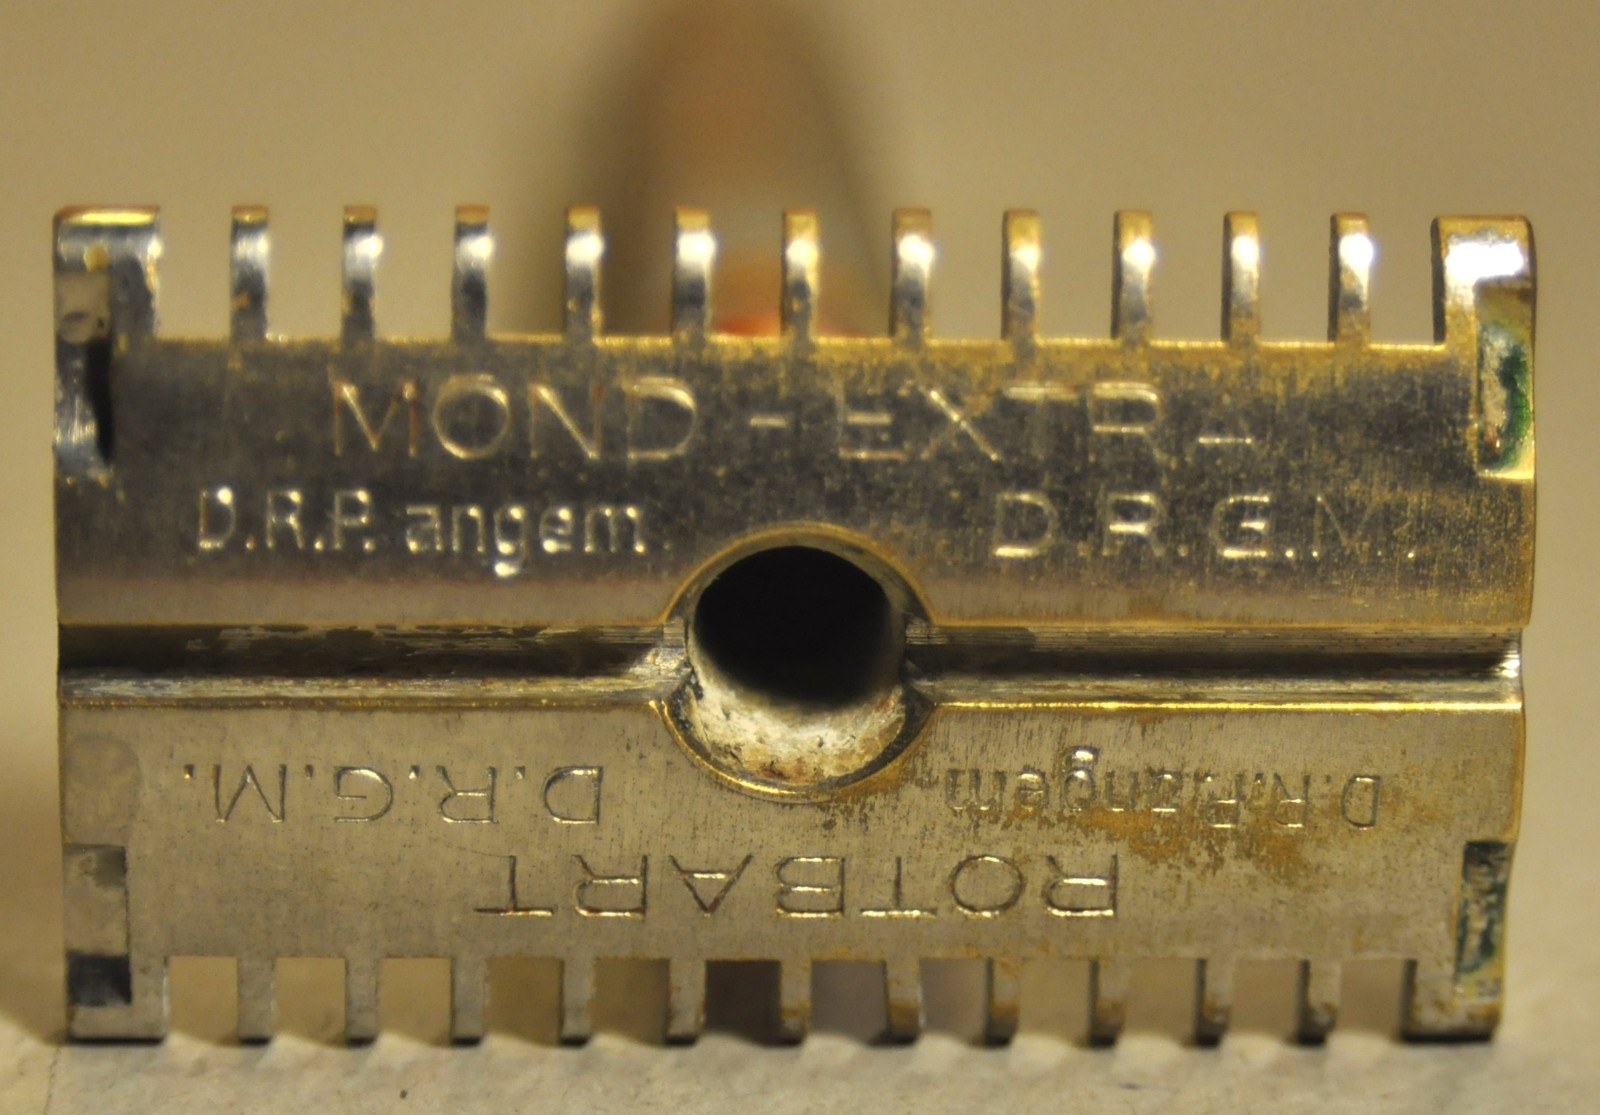 MOND - EXTRA
D.R.P. angem. D.R.G.M.
ROTBART
D.R.P. angem. D.R.G.M.